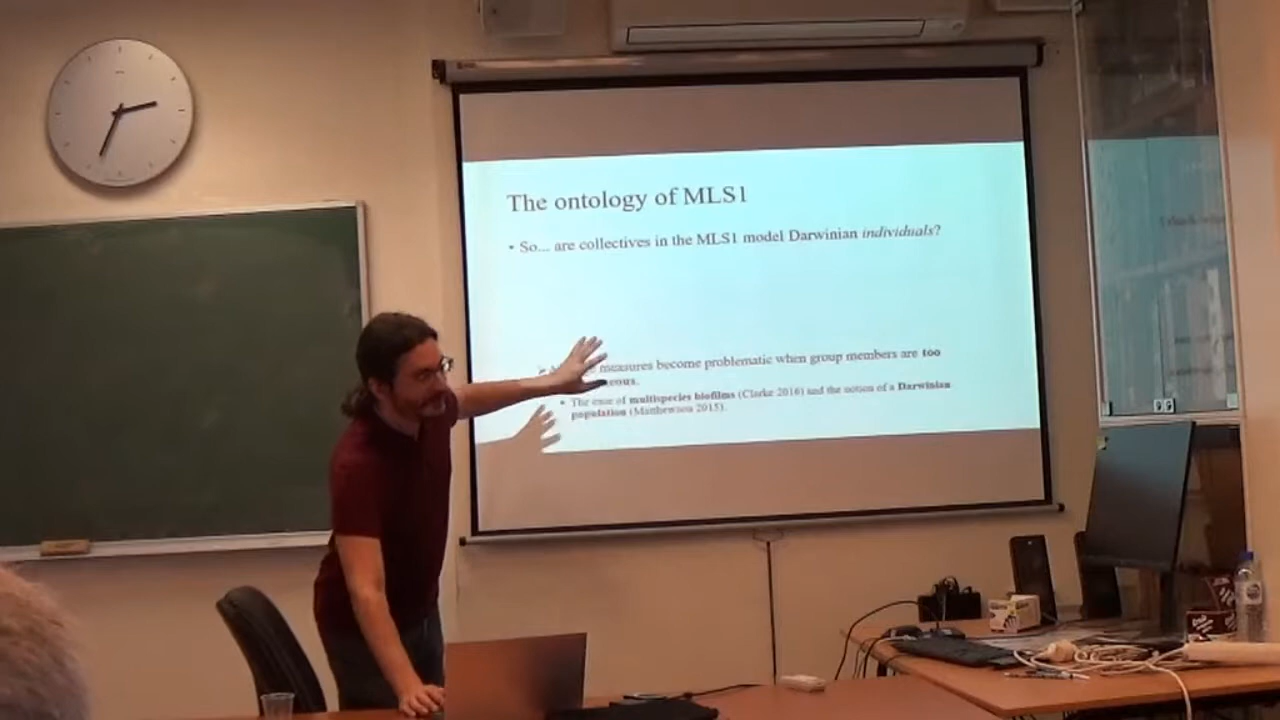 The ontology of MLS1
• So... are collectives in the MLS1 model Darwinian individuals?
measures become problematic when group members are too
• The case of multispecies biofilms (Clarke 2016) and the notion of a Darwinian
population (Matthewson 2015).